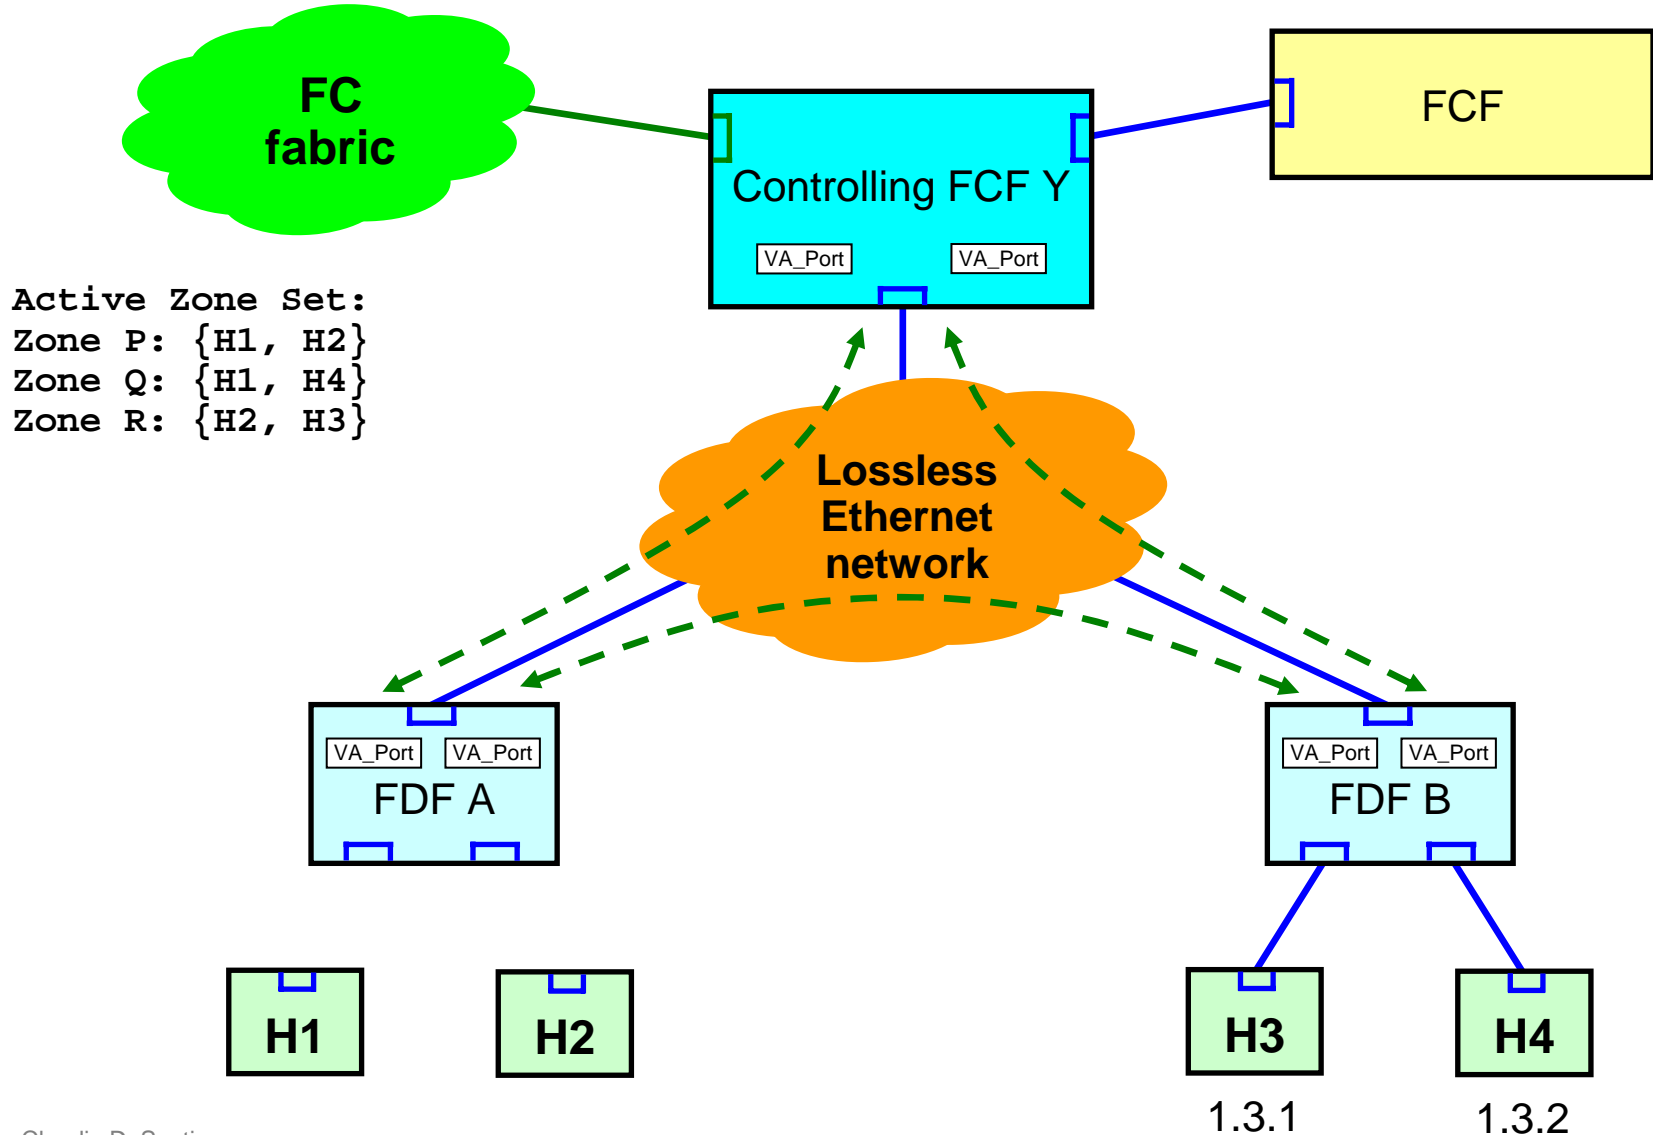 FC
fabric
FCF
Controlling FCF Y
VA_Port
VA_Port
Active Zone Set:
Zone P: {H1, H2}
Zone Q: {H1, H4}
Zone R: {H2, H3}
Lossless
Ethernet
network
VA_Port
VA_Port
FDF A
VA_Port
VA_Port
FDF B
H1
H2
H3
H4
1.3.1
1.3.2